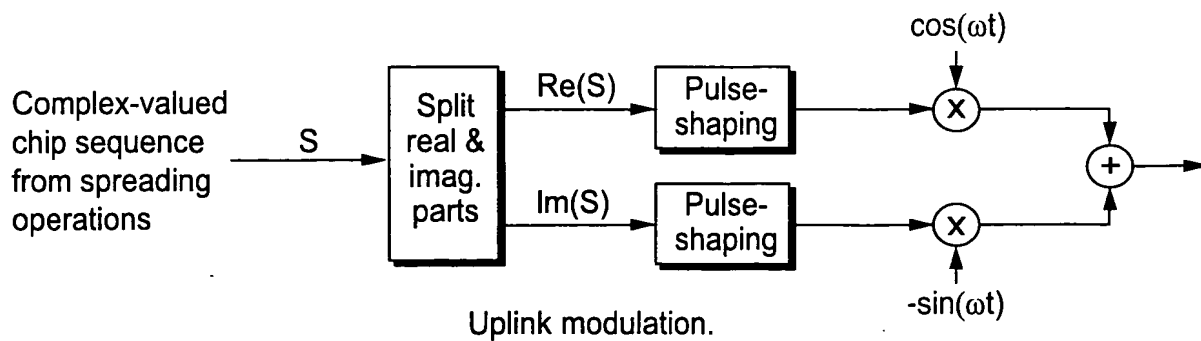 cos(ωt)
Complex-valued
chip sequence
from spreading
operations
S
Split
real &
imag.
parts
Re(S)
Pulse-
shaping
x
+
Im(S)
Pulse-
shaping
x
-sin(ωt)
Uplink modulation.